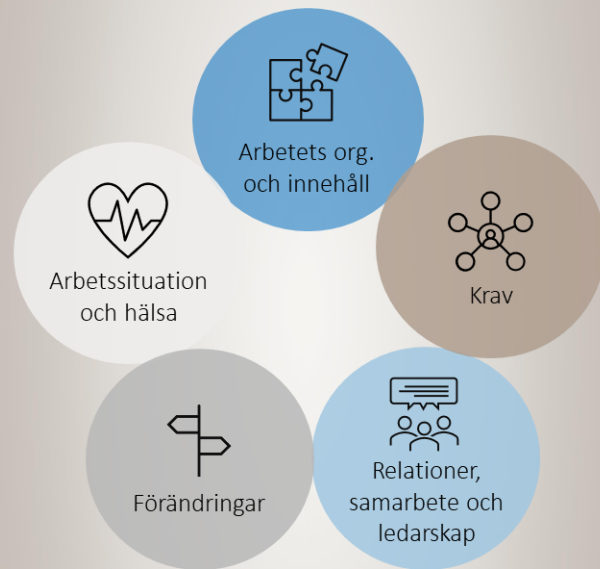 Arbetets org.
och innehåll
Arbetssituation
och hälsa
Krav
Förändringar
Relationer,
samarbete och
ledarskap